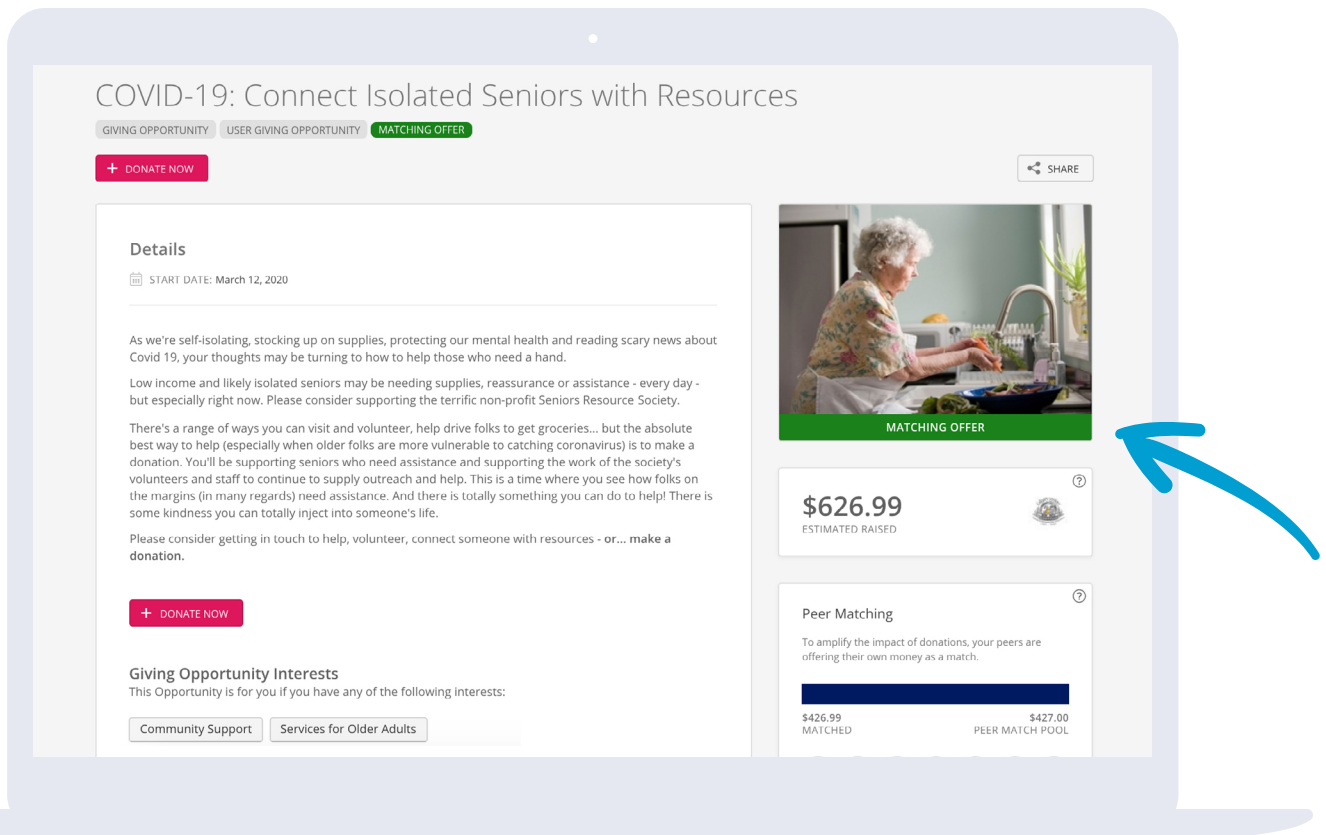 COVID-19: Connect Isolated Seniors with Resources
GIVING OPPORTUNITY USER GIVING OPPORTUNITY MATCHING OFFER
+ DONATE NOW
SHARE
Details
START DATE: March 12, 2020
As we're self-isolating, stocking up on supplies, protecting our mental health and reading scary news about
Covid 19, your thoughts may be turning to how to help those who need a hand.
Low income and likely isolated seniors may be needing supplies, reassurance or assistance - every day -
but especially right now. Please consider supporting the terrific non-profit Seniors Resource Society.
There's a range of ways you can visit and volunteer, help drive folks to get groceries... but the absolute
best way to help (especially when older folks are more vulnerable to catching coronavirus) is to make a
donation. You'll be supporting seniors who need assistance and supporting the work of the society's
volunteers and staff to continue to supply outreach and help. This is a time where you see how folks on
the margins (in many regards) need assistance. And there is totally something you can do to help! There is
some kindness you can totally inject into someone's life.
Please consider getting in touch to help, volunteer, connect someone with resources - or... make a
donation.
+ DONATE NOW
Giving Opportunity Interests
This Opportunity is for you if you have any of the following interests:
Community Support Services for Older Adults
MATCHING OFFER
?
$626.99
ESTIMATED RAISED
?
Peer Matching
To amplify the impact of donations, your peers are
offering their own money as a match.
$426.99 $427.00
MATCHED PEER MATCH POOL